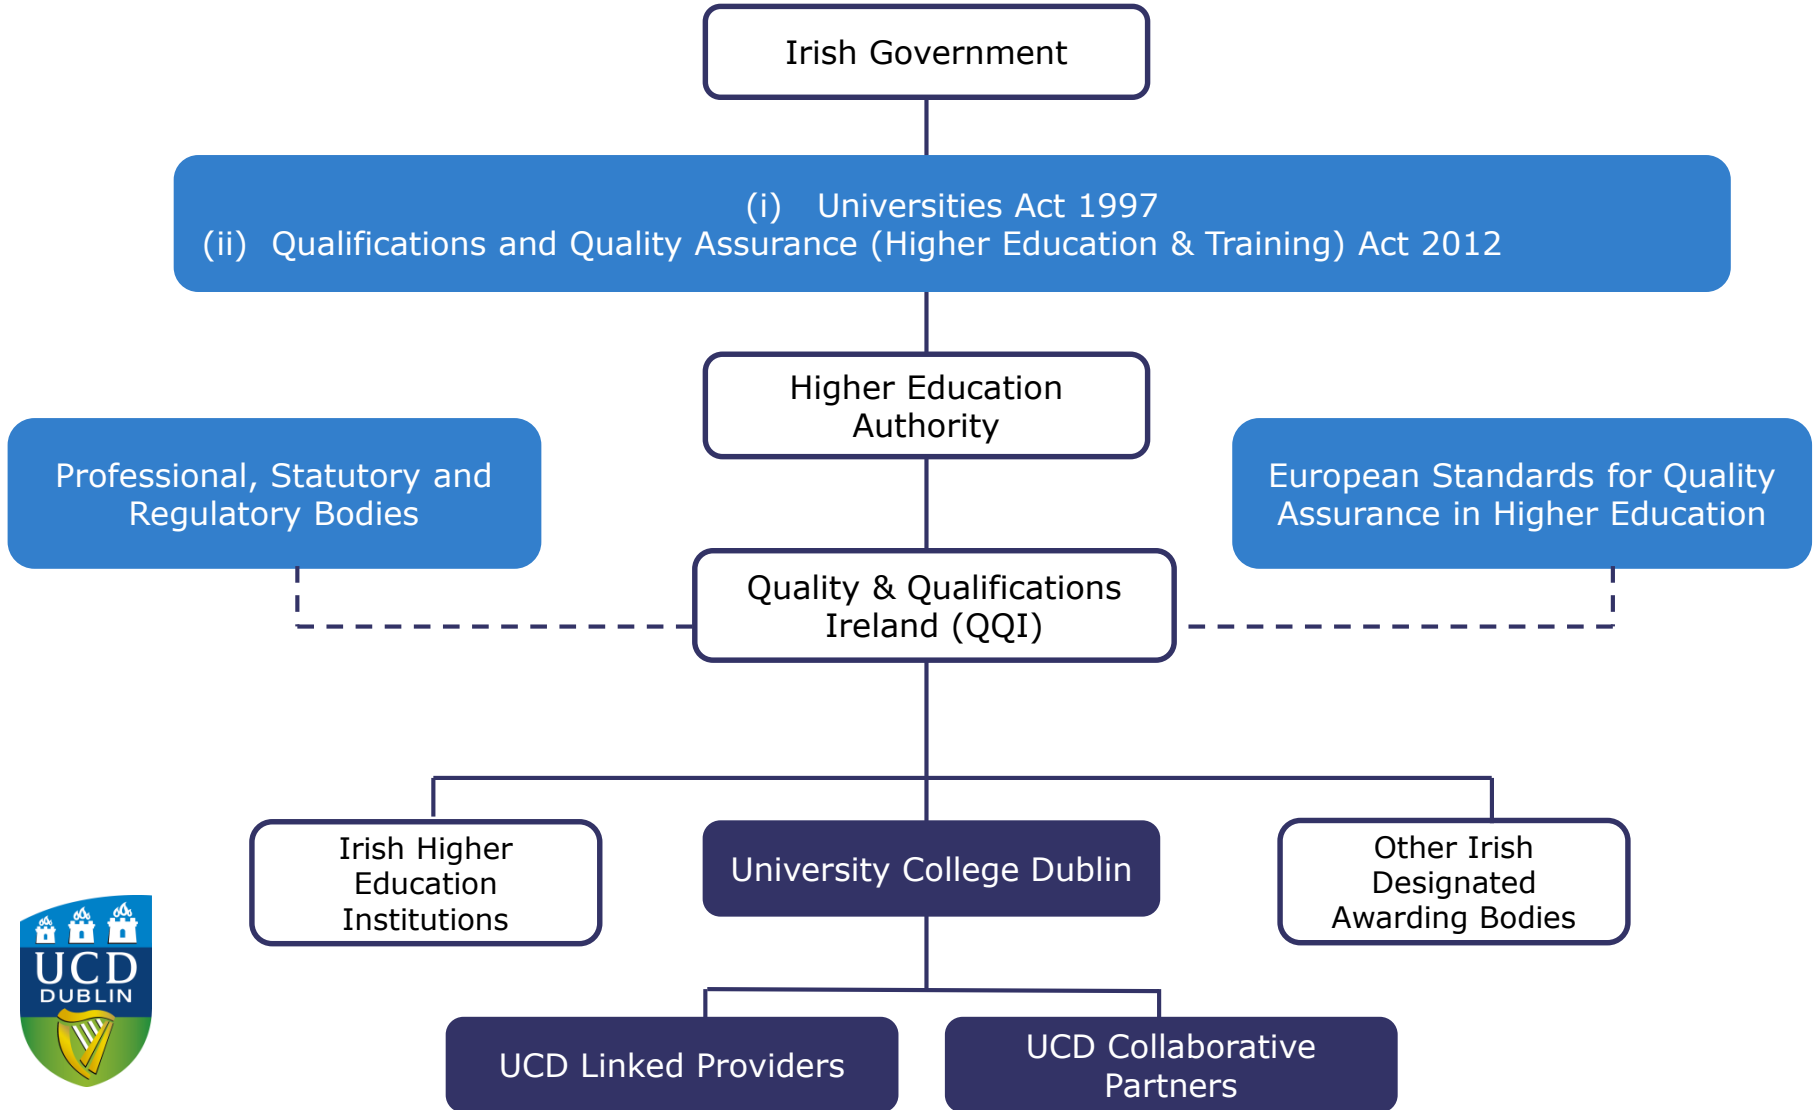 Irish Government
(i) Universities Act 1997
(ii) Qualifications and Quality Assurance (Higher Education & Training) Act 2012
Higher Education
Authority
Professional, Statutory and
Regulatory Bodies
European Standards for Quality
Assurance in Higher Education
Quality & Qualifications
Ireland (QQI)
Irish Higher
Education
Institutions
University College Dublin
Other Irish
Designated
Awarding Bodies
UCD
DUBLIN
UCD Linked Providers
UCD Collaborative
Partners